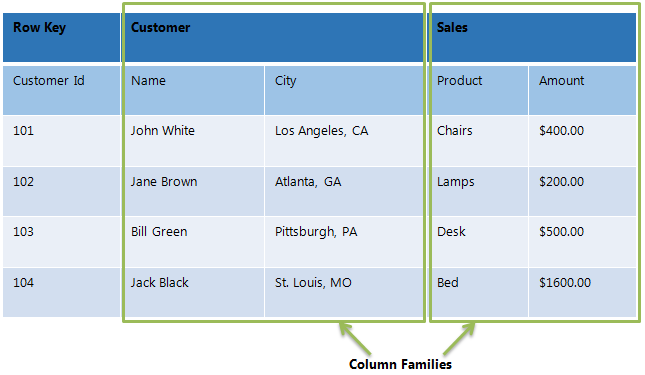 Row Key Customer Sales
Customer Id Name City Product Amount
101 John White Los Angeles, CA Chairs $400.00
102 Jane Brown Atlanta, GA Lamps $200.00
103 Bill Green Pittsburgh, PA Desk $500.00
104 Jack Black St. Louis, MO Bed $1600.00
Column Families